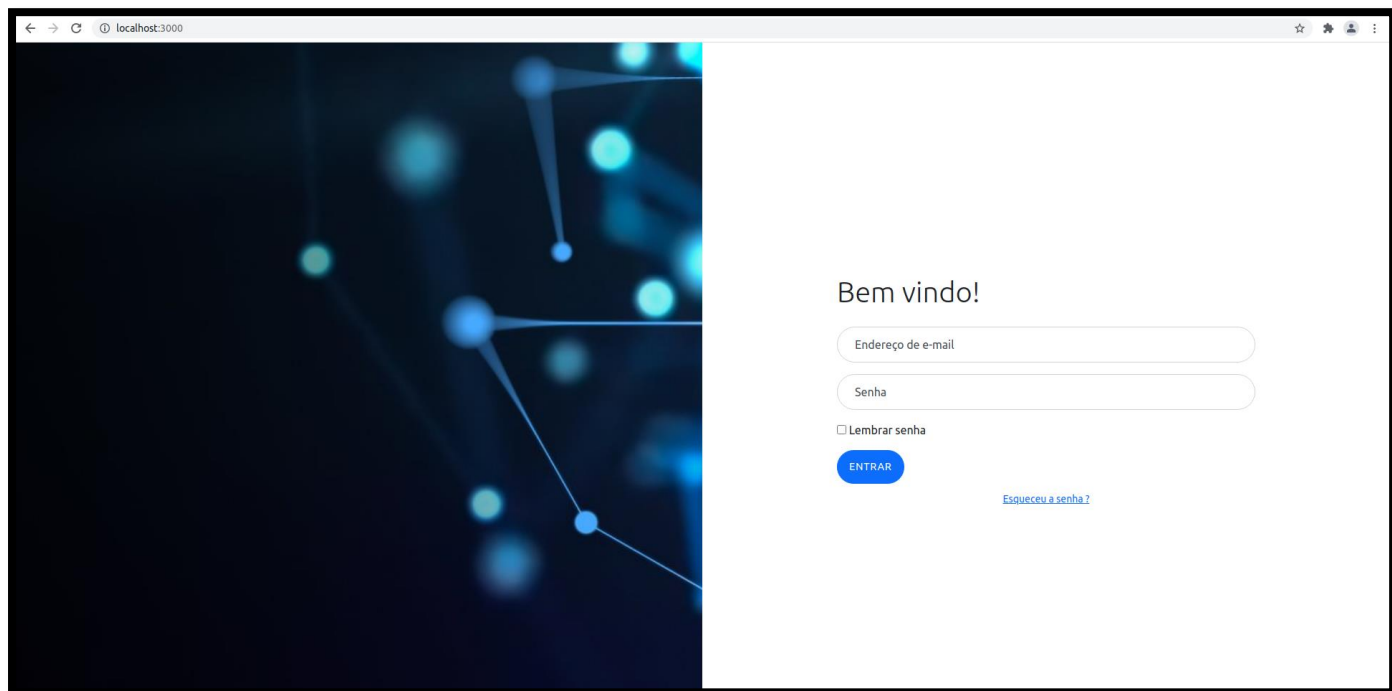 localhost:3000
Bem vindo!
Endereço de e-mail
Senha
Lembrar senha
ENTRAR
Esqueceu a senha ?